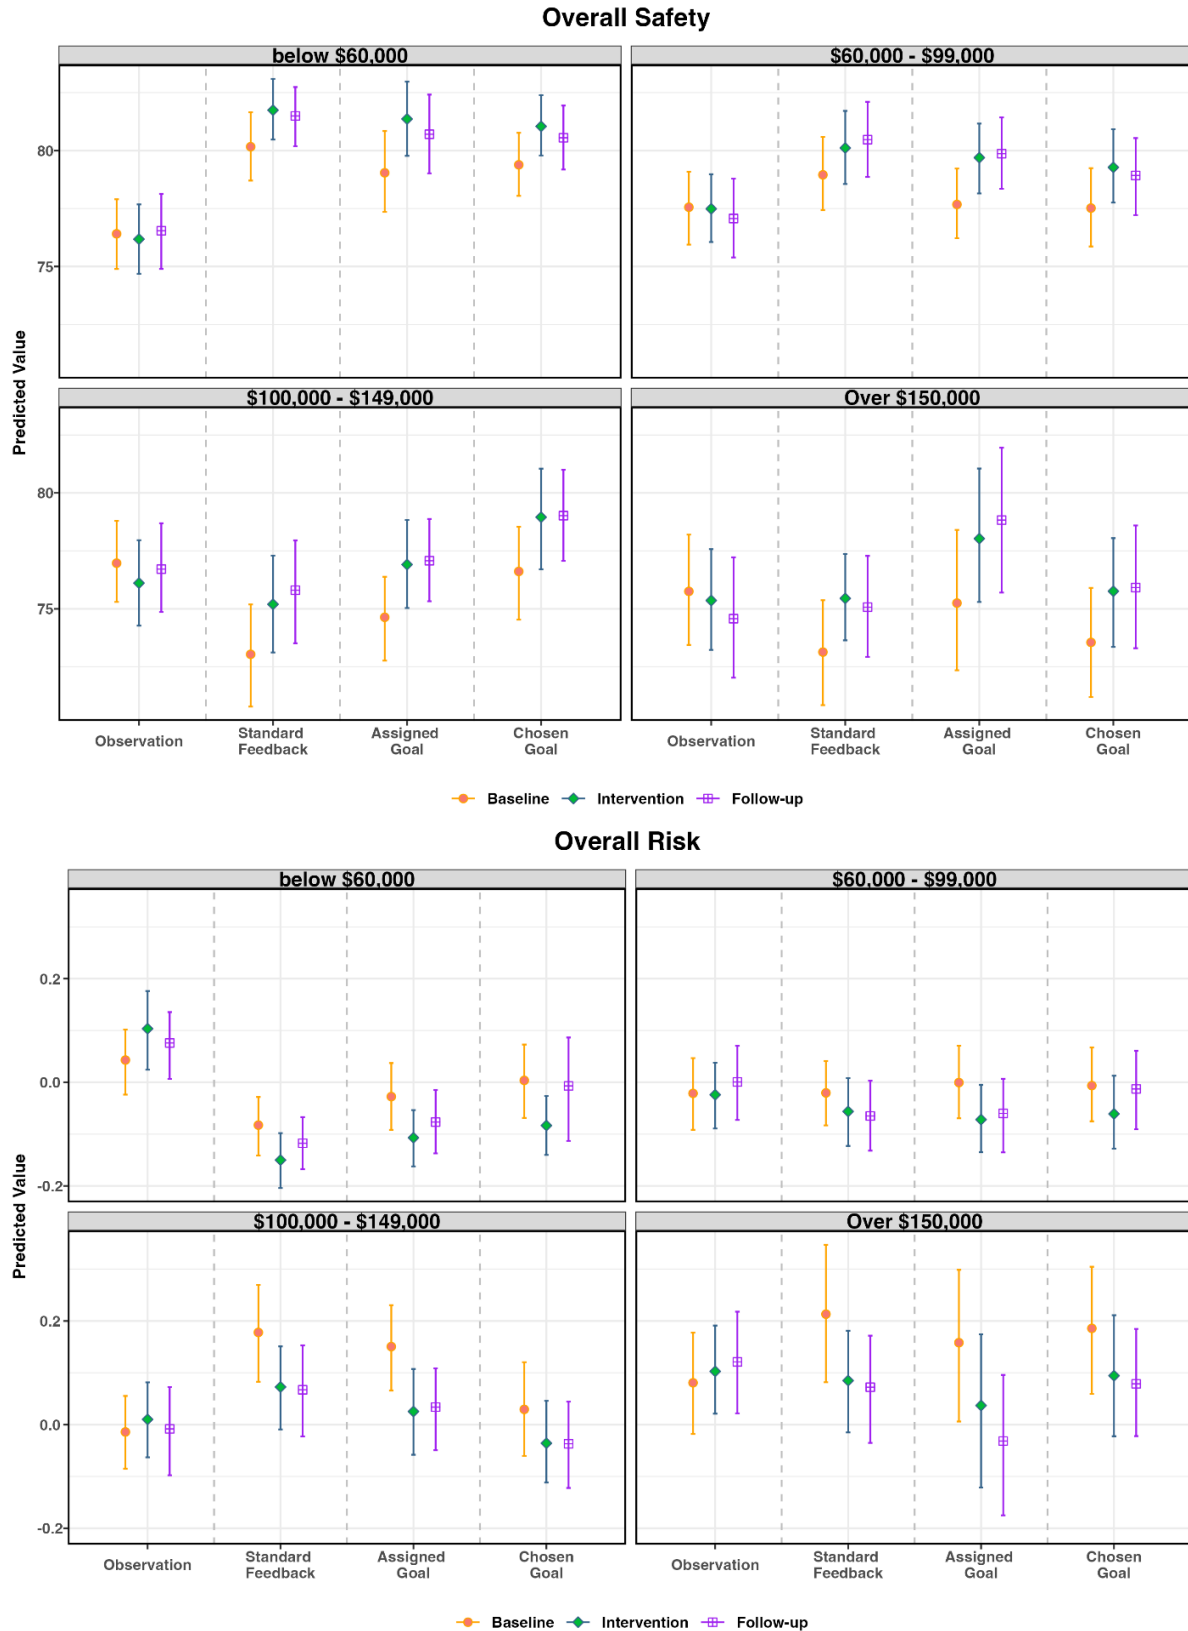 Overall Safety
below $60,000
$60,000 - $99,000
80
75
Predicted Value
$100,000 - $149,000
Over $150,000
80
75
Observation
Standard
Feedback
Assigned
Goal
Chosen
Goal
Observation
Standard
Feedback
Assigned
Goal
Chosen
Goal
Baseline Intervention Follow-up
Overall Risk
below $60,000
$60,000 - $99,000
0.2
0.0
-0.2
Predicted Value
$100,000 - $149,000
Over $150,000
0.2
0.0
-0.2
Observation
Standard
Feedback
Assigned
Goal
Chosen
Goal
Observation
Standard
Feedback
Assigned
Goal
Chosen
Goal
Baseline Intervention Follow-up